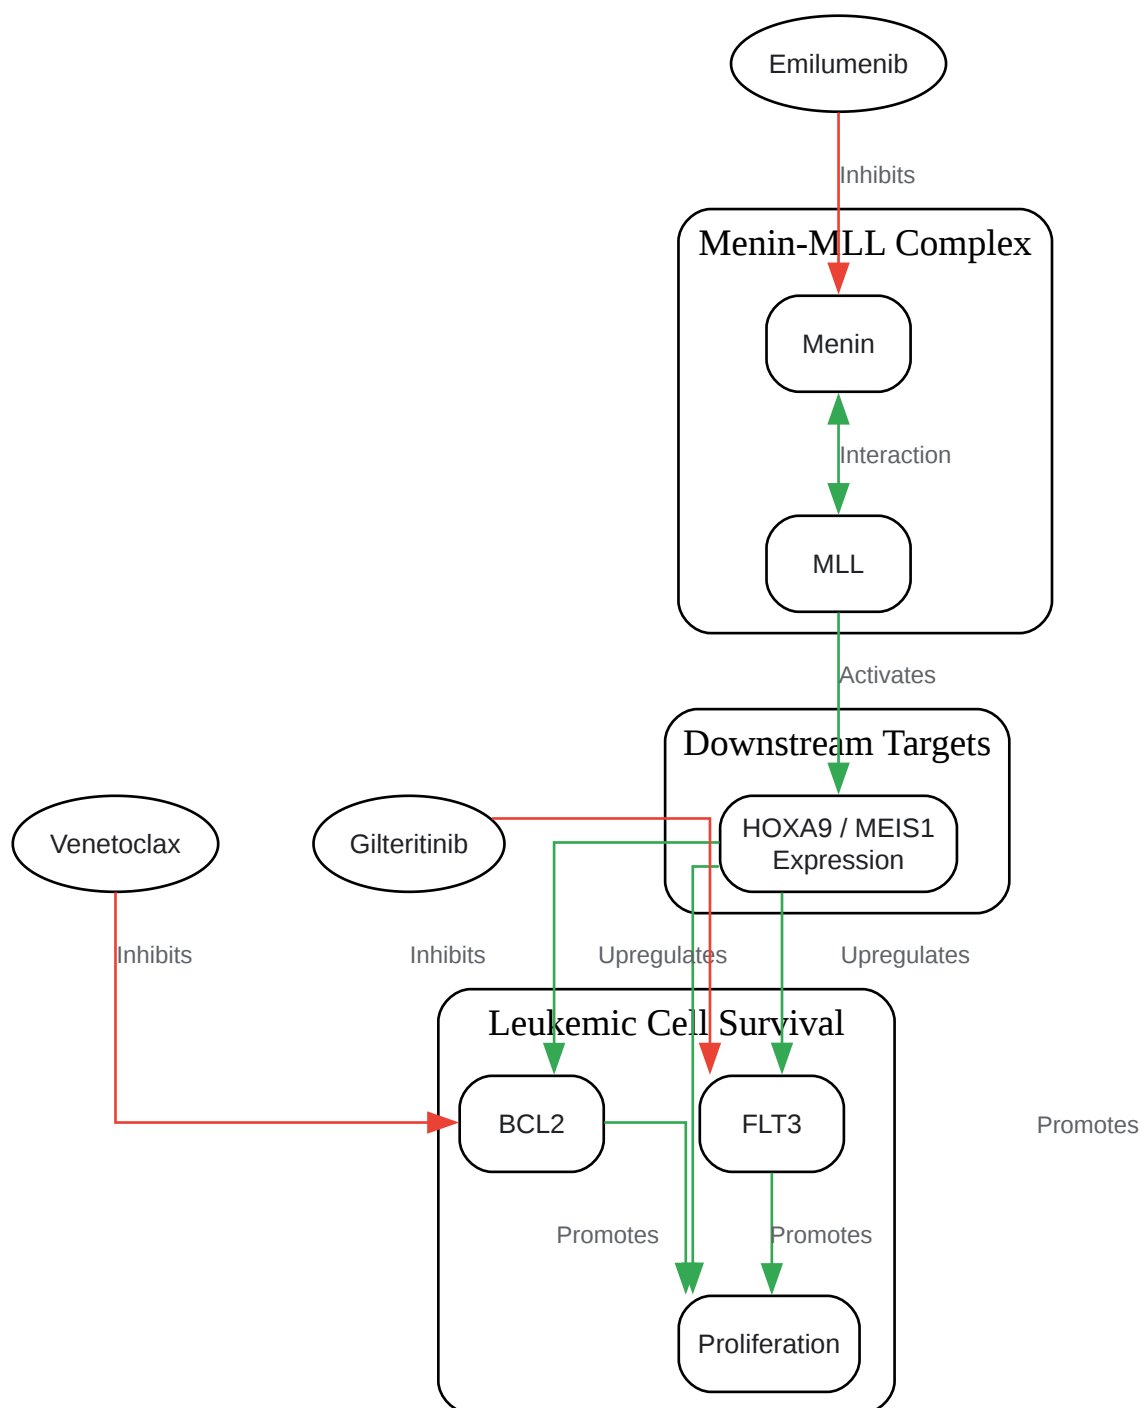 Emilumenib
Inhibits
Menin-MLL Complex
Menin
Interaction
MLL
Activates
Downstream Targets
Venetoclax
Gilteritinib
HOXA9 / MEIS1
Expression
Inhibits
Inhibits
Upregulates
Upregulates
Leukemic Cell Survival
BCL2
FLT3
Promotes
Promotes
Promotes
Proliferation